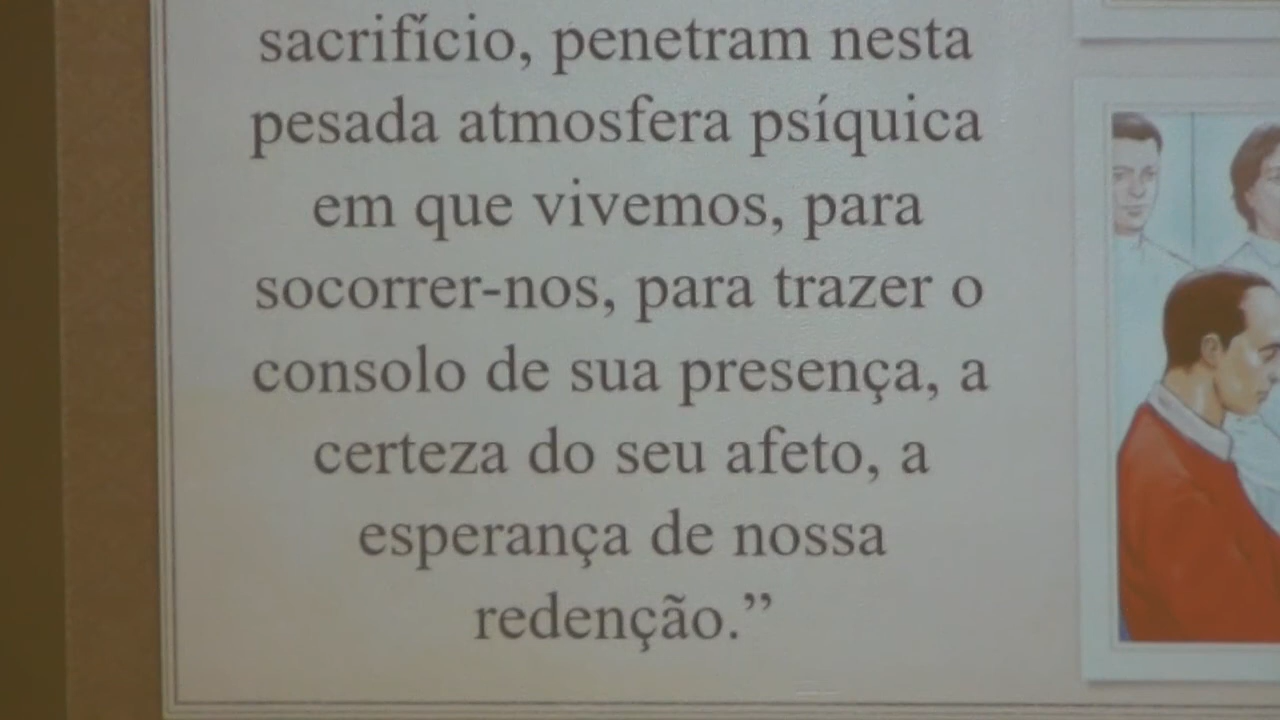 sacrifício, penetram nesta
pesada atmosfera psíquica
em que vivemos, para
socorrer-nos, para trazer o
consolo de sua presença, a
certeza do seu afeto, a
esperança de nossa
redenção.”